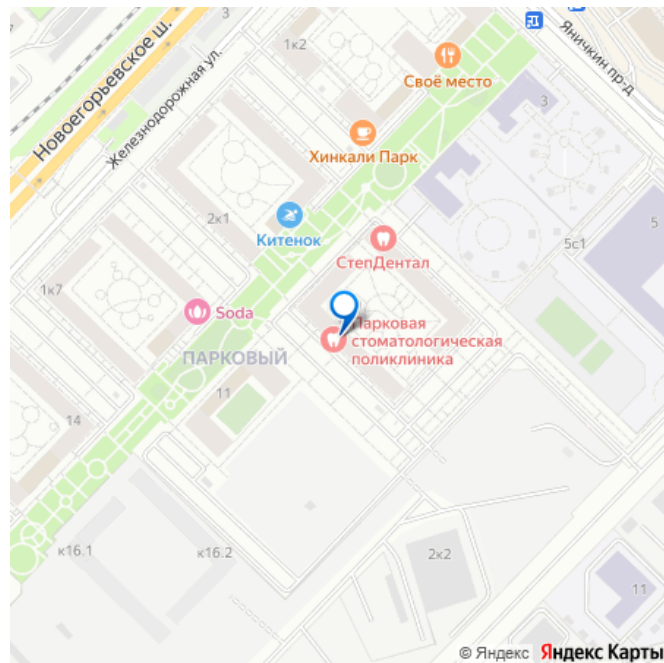 3
1к2
Новоегорьевское ш.
Железнодорожная ул.
Яничкин пр-д
Своё место
3
Хинкали Парк
2к1
Китенок
СтепДентал
5
5с1
1к7
Soda
Парковая
стоматологическая
поликлиника
ПАРКОВЫЙ
11
14
к16.1
к16.2
2к2
11
© Яндекс Яндекс Карты